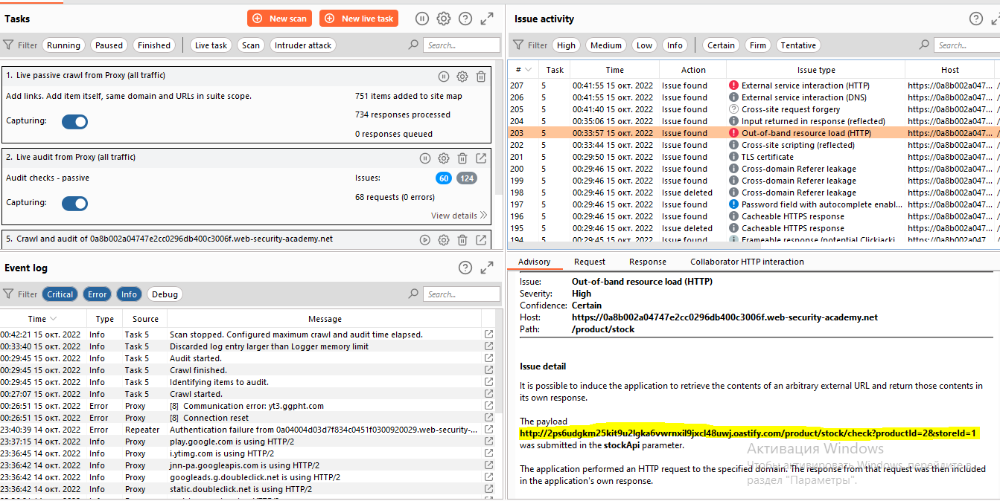 Tasks
New scan
New live task
Filter
Running
Paused
Finished
Live task
Scan
Intruder attack
Search...
1. Live passive crawl from Proxy (all traffic)
Add links. Add item itself, same domain and URLs in suite scope.
751 items added to site map
734 responses processed
Capturing:
0 responses queued
2. Live audit from Proxy (all traffic)
Audit checks - passive
Issues:
60
124
68 requests (0 errors)
Capturing:
View details
5. Crawl and audit of 0a8b002a04747e2cc0296db400c3006f.web-security-academy.net
Event log
Filter
Critical
Error
Info
Debug
Search...
Time Type Source Message
00:42:21 15 окт. 2022 Info Task 5 Scan stopped. Configured maximum crawl and audit time elapsed.
00:33:40 15 окт. 2022 Info Task 5 Discarded log entry larger than Logger memory limit
00:29:45 15 окт. 2022 Info Task 5 Audit started.
00:29:45 15 окт. 2022 Info Task 5 Crawl finished.
00:29:45 15 окт. 2022 Info Task 5 Identifying items to audit.
00:27:07 15 окт. 2022 Info Task 5 Crawl started.
00:26:51 15 окт. 2022 Error Proxy [8] Communication error: yt3.ggpht.com
00:26:51 15 окт. 2022 Error Proxy [8] Connection reset
23:40:39 14 окт. 2022 Error Repeater Authentication failure from 0a04004d03d7f834c0451f0300920029.web-security-...
23:37:15 14 окт. 2022 Info Proxy play.google.com is using HTTP/2
23:36:45 14 окт. 2022 Info Proxy i.ytimg.com is using HTTP/2
23:36:42 14 окт. 2022 Info Proxy jnn-pa.googleapis.com is using HTTP/2
23:36:42 14 окт. 2022 Info Proxy googleads.g.doubleclick.net is using HTTP/2
23:36:42 14 окт. 2022 Info Proxy static.doubleclick.net is using HTTP/2
Issue activity
Filter
High
Medium
Low
Info
Certain
Firm
Tentative
Search...
# Task Time Action Issue type Host
207 5 00:41:55 15 окт. 2022 Issue found External service interaction (HTTP) https://0a8b002a047...
206 5 00:41:55 15 окт. 2022 Issue found External service interaction (DNS) https://0a8b002a047...
205 5 00:41:40 15 окт. 2022 Issue found Cross-site request forgery https://0a8b002a047...
204 5 00:35:06 15 окт. 2022 Issue found Input returned in response (reflected) https://0a8b002a047...
203 5 00:33:57 15 окт. 2022 Issue found Out-of-band resource load (HTTP) https://0a8b002a047...
202 5 00:33:44 15 окт. 2022 Issue found Cross-site scripting (reflected) https://0a8b002a047...
201 5 00:29:50 15 окт. 2022 Issue found TLS certificate https://0a8b002a047...
200 5 00:29:46 15 окт. 2022 Issue found Cross-domain Referer leakage https://0a8b002a047...
199 5 00:29:46 15 окт. 2022 Issue found Cross-domain Referer leakage https://0a8b002a047...
198 5 00:29:46 15 окт. 2022 Issue deleted Cross-domain Referer leakage https://0a8b002a047...
197 5 00:29:46 15 окт. 2022 Issue found Password field with autocomplete enabl... https://0a8b002a047...
196 5 00:29:46 15 окт. 2022 Issue found Cacheable HTTPS response https://0a8b002a047...
195 5 00:29:46 15 окт. 2022 Issue deleted Cacheable HTTPS response https://0a8b002a047...
194 5 00:29:45 15 окт. 2022 Issue found Frameable response (potential Clickjacki... https://0a8b002a047...
Advisory
Request
Response
Collaborator HTTP interaction
Issue: Out-of-band resource load (HTTP)
Severity: High
Confidence: Certain
Host: https://0a8b002a04747e2cc0296db400c3006f.web-security-academy.net
Path: /product/stock
Issue detail
It is possible to induce the application to retrieve the contents of an arbitrary external URL and return those contents in
its own response.
The payload
http://2ps6udgkm25kit9u2lgka6vwrnxil9jxcl48uwj.oastify.com/product/stock/check?productId=2&storeId=1
was submitted in the stockApi parameter.
The application performed an HTTP request to the specified domain. The response from that request was then included
in the application's own response.
Активация Windows
Чтобы активировать Windows, перейдите в
раздел "Параметры".